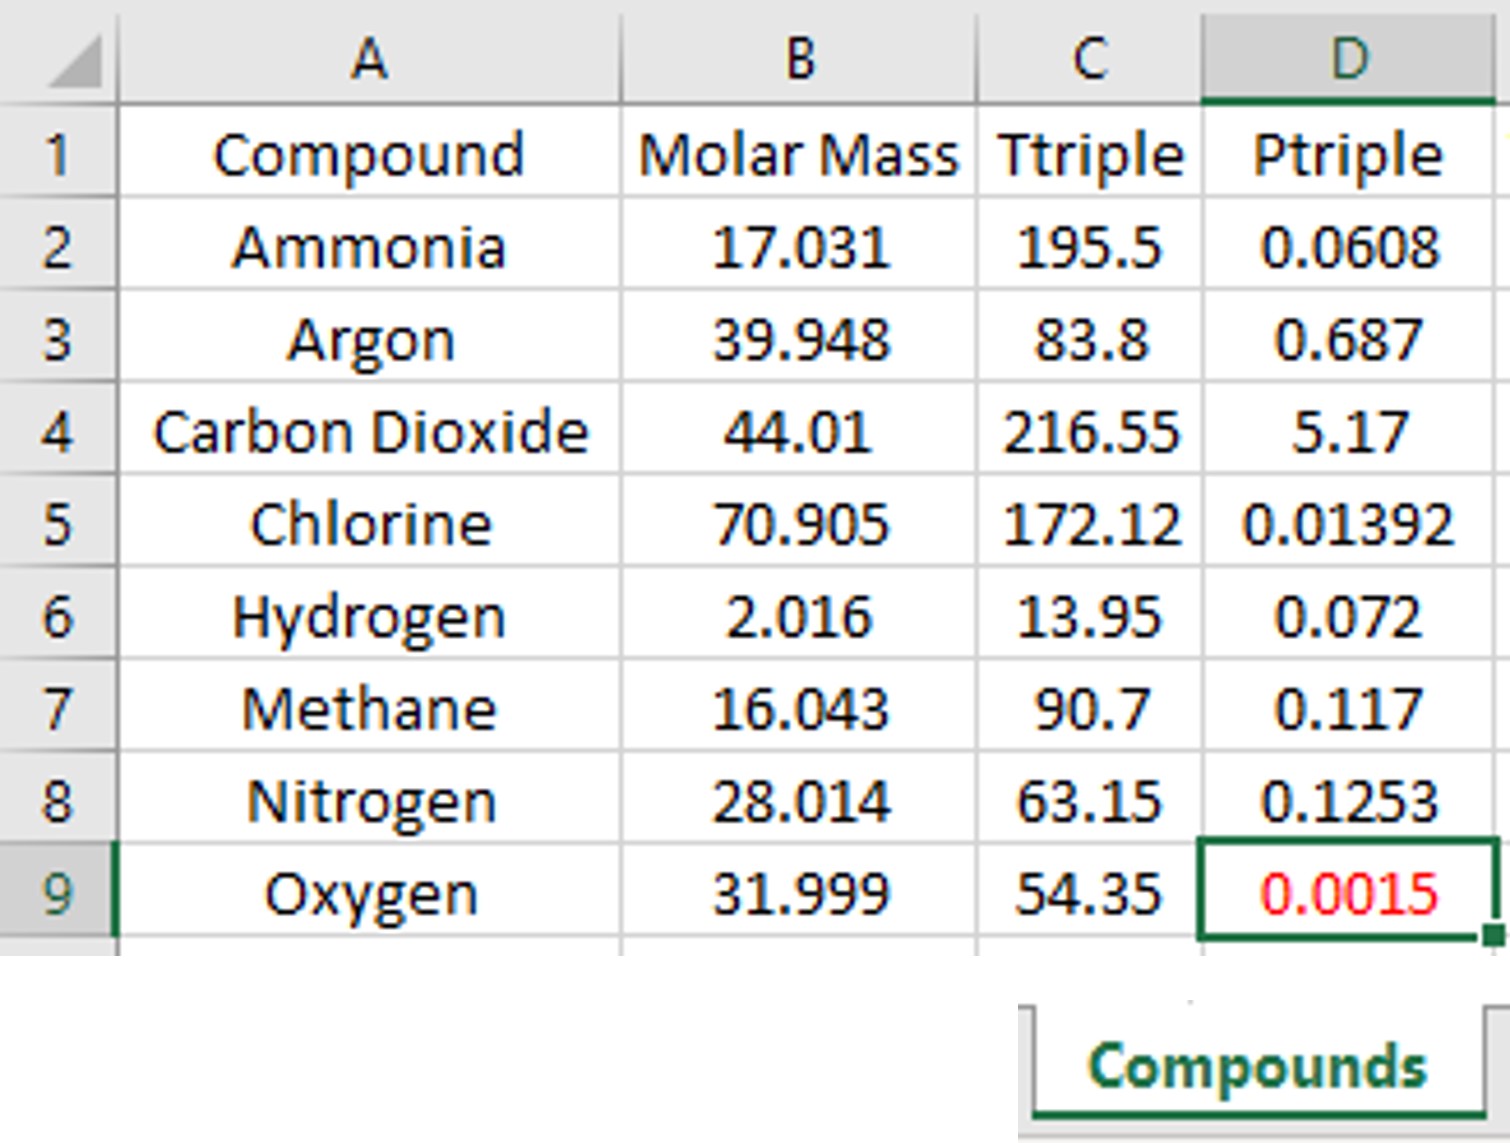 A B C D
1 Compound Molar Mass Ttriple Ptriple
2 Ammonia 17.031 195.5 0.0608
3 Argon 39.948 83.8 0.687
4 Carbon Dioxide 44.01 216.55 5.17
5 Chlorine 70.905 172.12 0.01392
6 Hydrogen 2.016 13.95 0.072
7 Methane 16.043 90.7 0.117
8 Nitrogen 28.014 63.15 0.1253
9 Oxygen 31.999 54.35 0.0015
Compounds